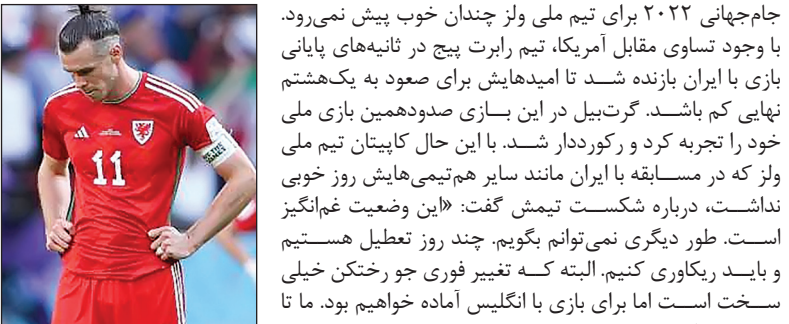 جام‌جهانی ۲۰۲۲ برای تیم ملی ولز چندان خوب پیش نمی‌رود.
با وجود تساوی مقابل آمریکا، تیم رابرت پیج در ثانیه‌های پایانی
بازی با ایران بازنده شد تا امیدهایش برای صعود به یک‌هشتم
نهایی کم باشد. گرت‌بیل در این بازی صدودهمین بازی ملی
خود را تجربه کرد و رکورددار شد. با این حال کاپیتان تیم ملی
ولز که در مسابقه با ایران مانند سایر هم‌تیمی‌هایش روز خوبی
نداشت، درباره شکست تیمش گفت: «این وضعیت غم‌انگیز
است. طور دیگری نمی‌توانم بگویم. چند روز تعطیل هستیم
و باید ریکاوری کنیم. البته که تغییر فوری جو رختکن خیلی
سخت است اما برای بازی با انگلیس آماده خواهیم بود. ما تا
11